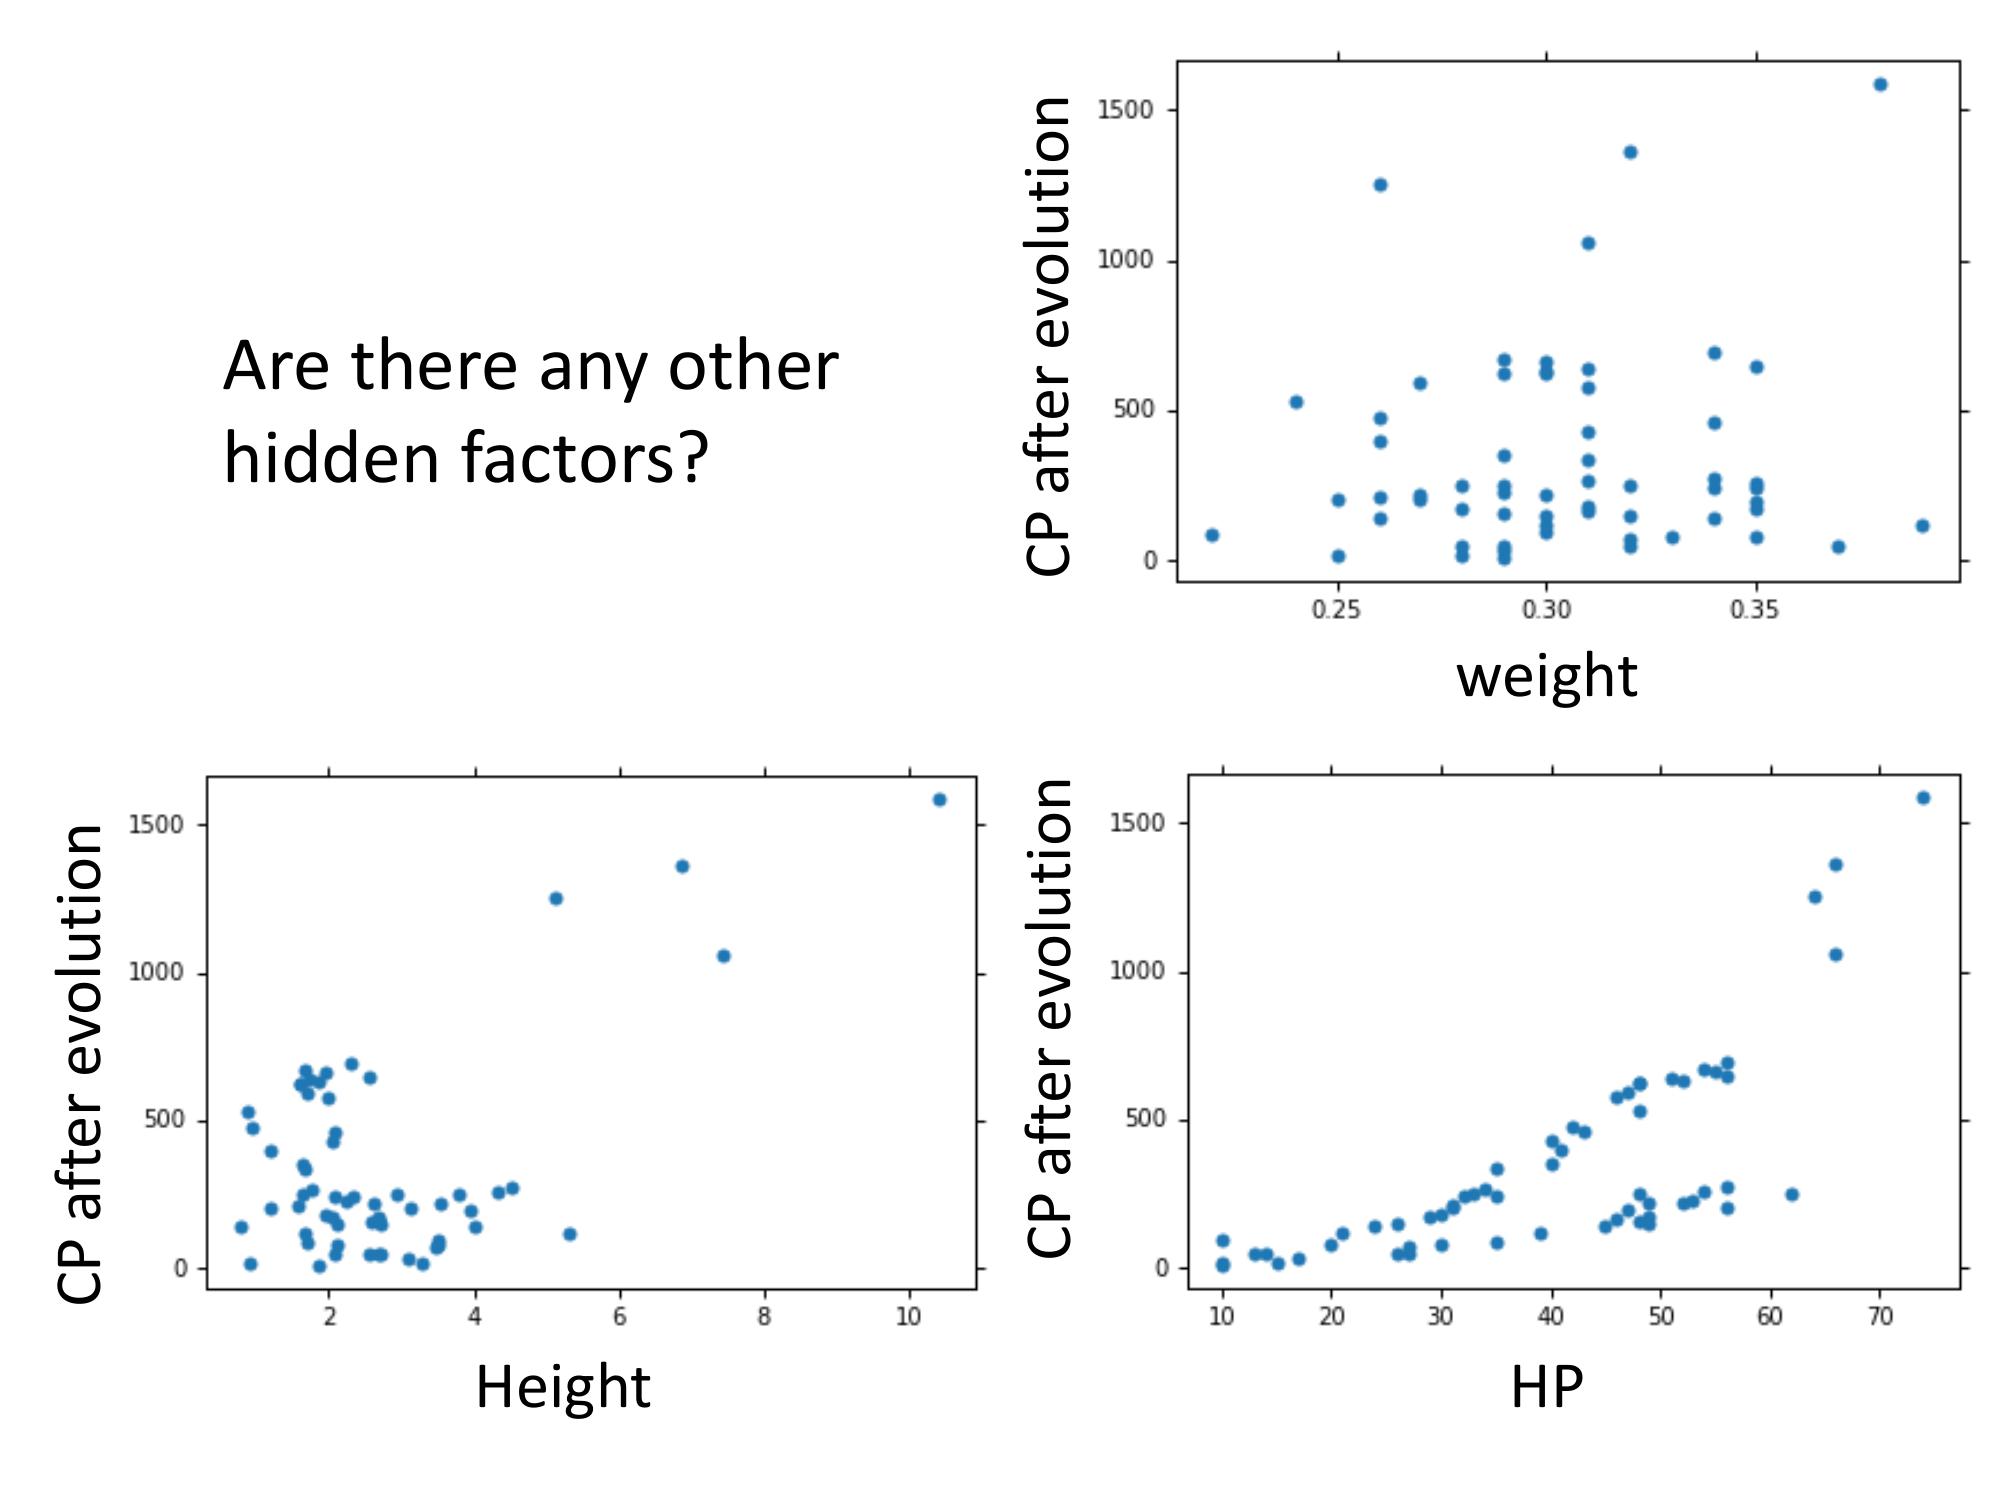 Are there any other
hidden factors?
CP after evolution
1500
1000
500
0
0.25 0.30 0.35
weight
CP after evolution
1500
1000
500
0
2 4 6 8 10
Height
CP after evolution
1500
1000
500
0
10 20 30 40 50 60 70
HP